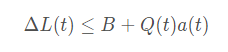 ΔL(t) ≤ B + Q(t)a(t)